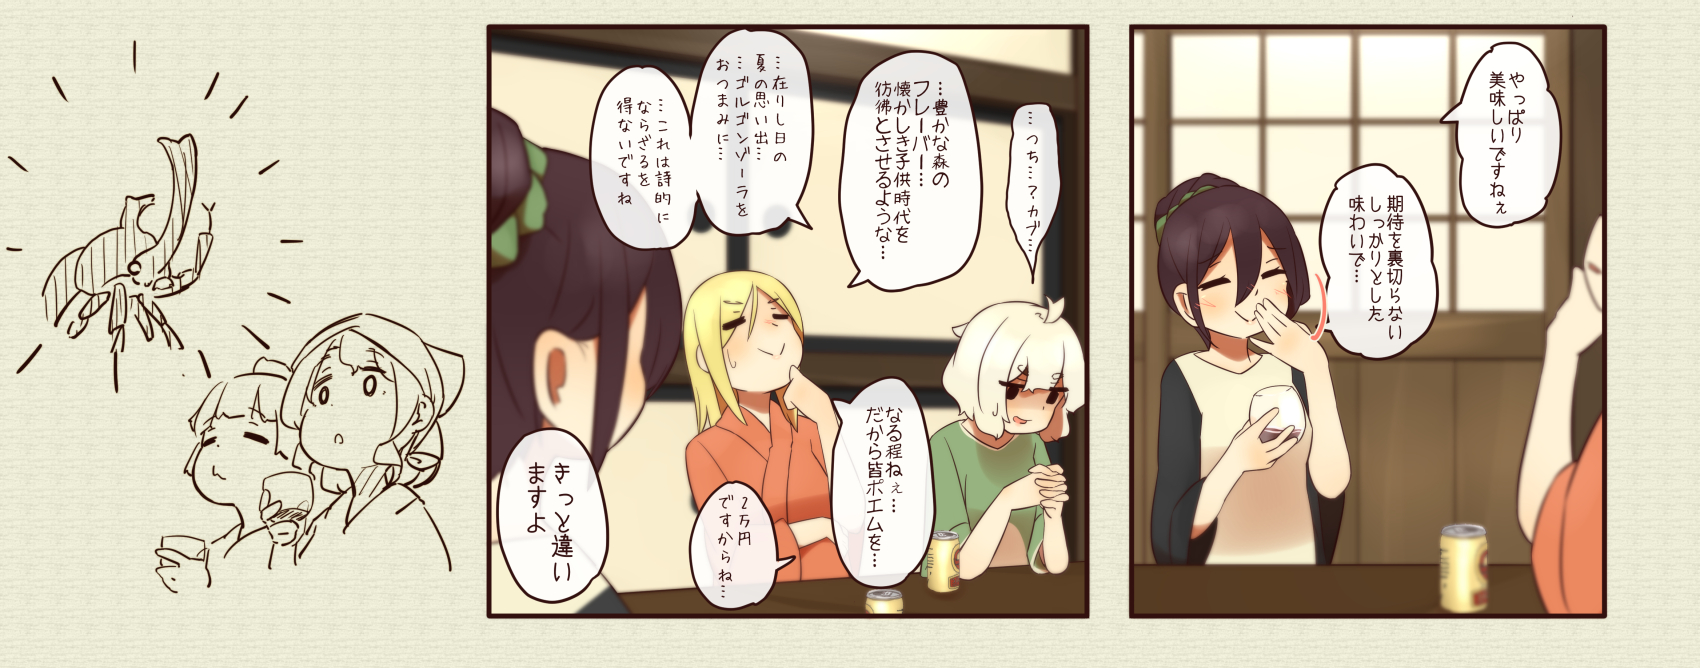 やっぱり
美味しいですねぇ
期待を裏切らない
しっかりとした
味わいで…
…っち…?カブ…
…豊かな森の
フレーバー…
懐かしき子供時代を
彷彿とさせるような…
…在りし日の
夏の思い出…
…ゴルゴンゾーラを
おつまみに…
…これは詩的に
ならざるを
得ないですね
なる程ねぇ…
だから皆ポエムを…
2万円
ですからね…
きっと違い
ますよ